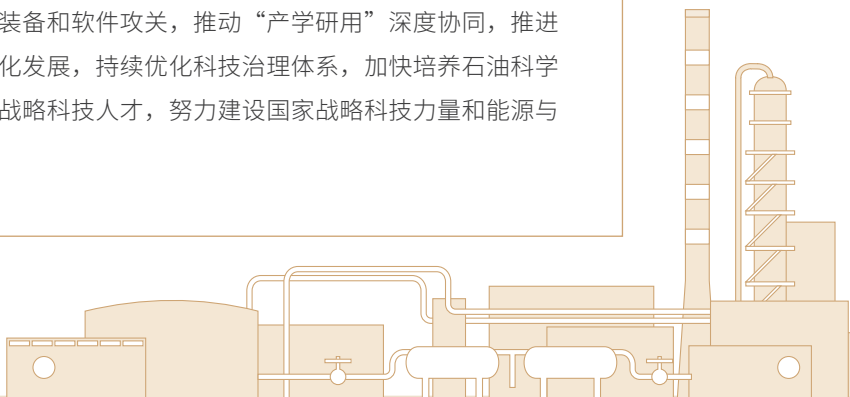 装备和软件攻关，推动“产学研用”深度协同，推进
化发展，持续优化科技治理体系，加快培养石油科学
战略科技人才，努力建设国家战略科技力量和能源与